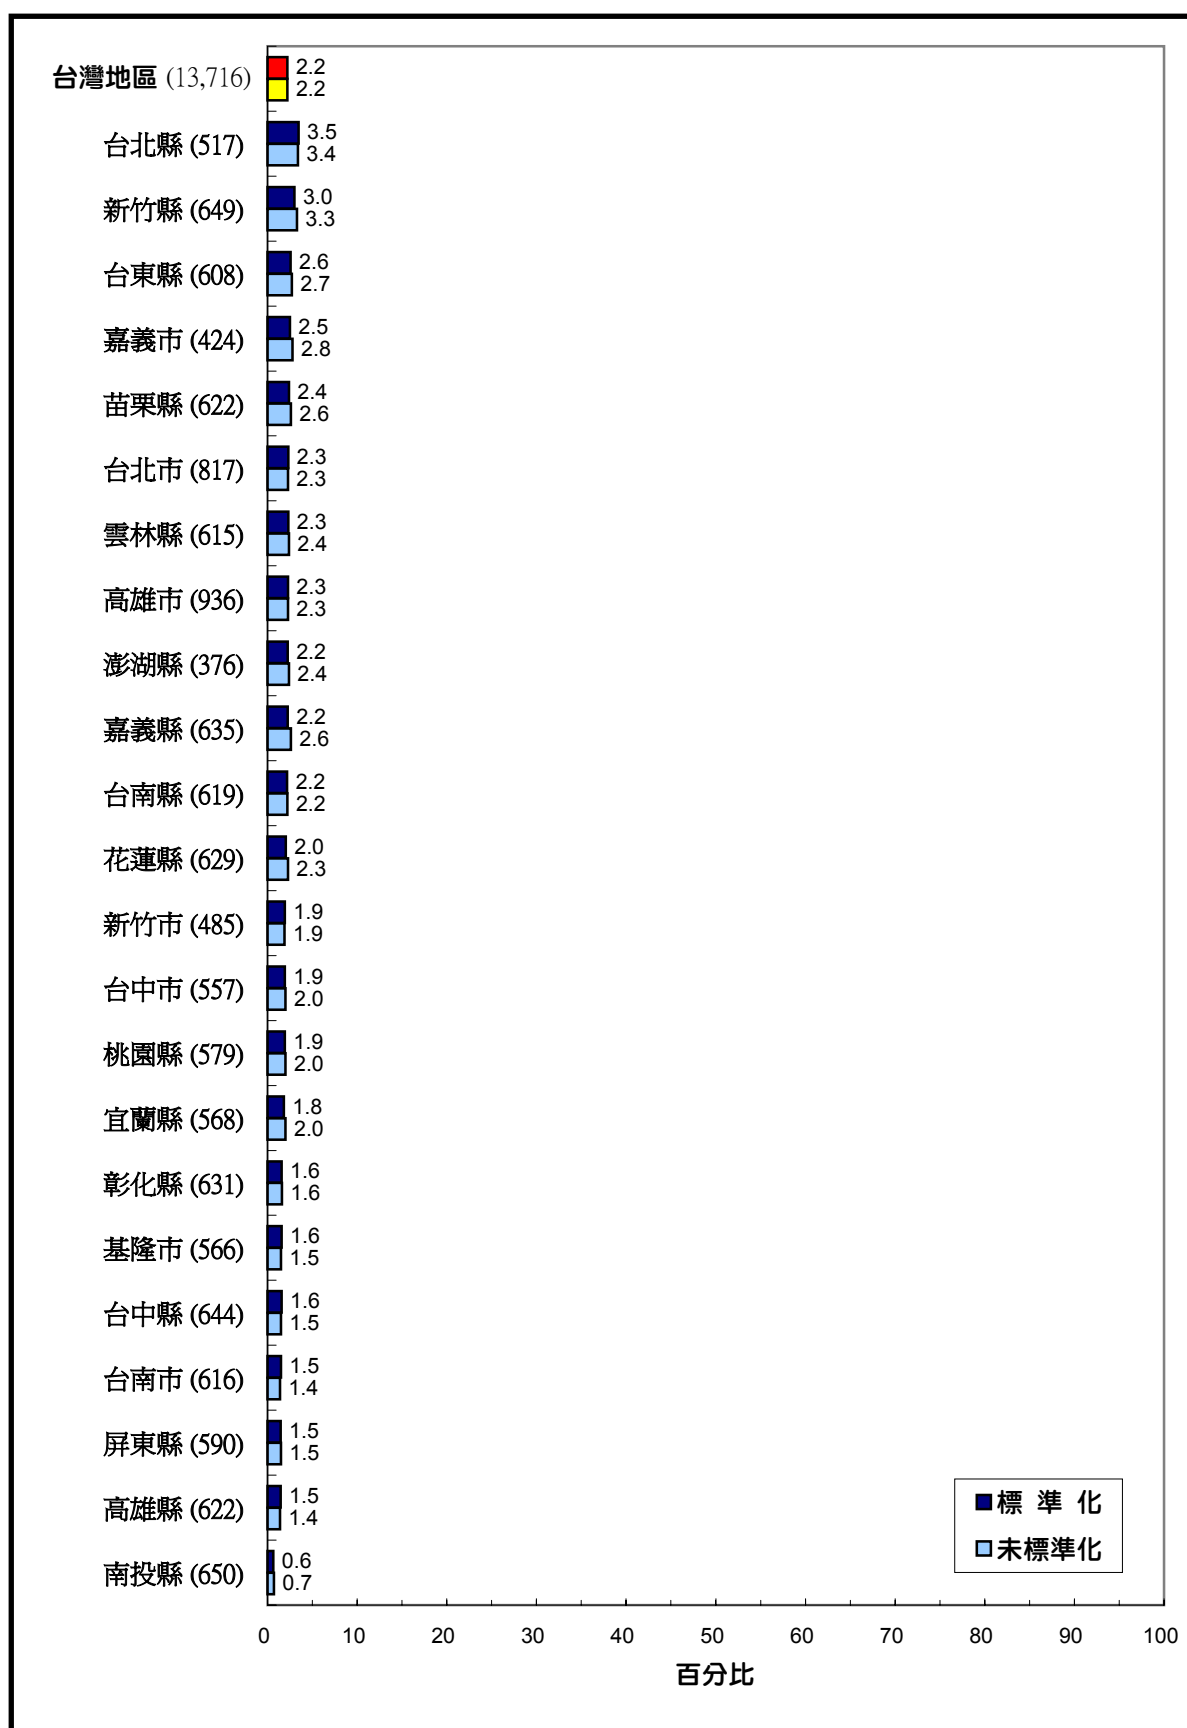 台灣地區 (13,716)
2.2
2.2
台北縣 (517)
3.5
3.4
新竹縣 (649)
3.0
3.3
台東縣 (608)
2.6
2.7
嘉義市 (424)
2.5
2.8
苗栗縣 (622)
2.4
2.6
台北市 (817)
2.3
2.3
雲林縣 (615)
2.3
2.4
高雄市 (936)
2.3
2.3
澎湖縣 (376)
2.2
2.4
嘉義縣 (635)
2.2
2.6
台南縣 (619)
2.2
2.2
花蓮縣 (629)
2.0
2.3
新竹市 (485)
1.9
1.9
台中市 (557)
1.9
2.0
桃園縣 (579)
1.9
2.0
宜蘭縣 (568)
1.8
2.0
彰化縣 (631)
1.6
1.6
基隆市 (566)
1.6
1.5
台中縣 (644)
1.6
1.5
台南市 (616)
1.5
1.4
屏東縣 (590)
1.5
1.5
高雄縣 (622)
1.5
1.4
南投縣 (650)
0.6
0.7
標 準 化
未標準化
0 10 20 30 40 50 60 70 80 90 100
百分比